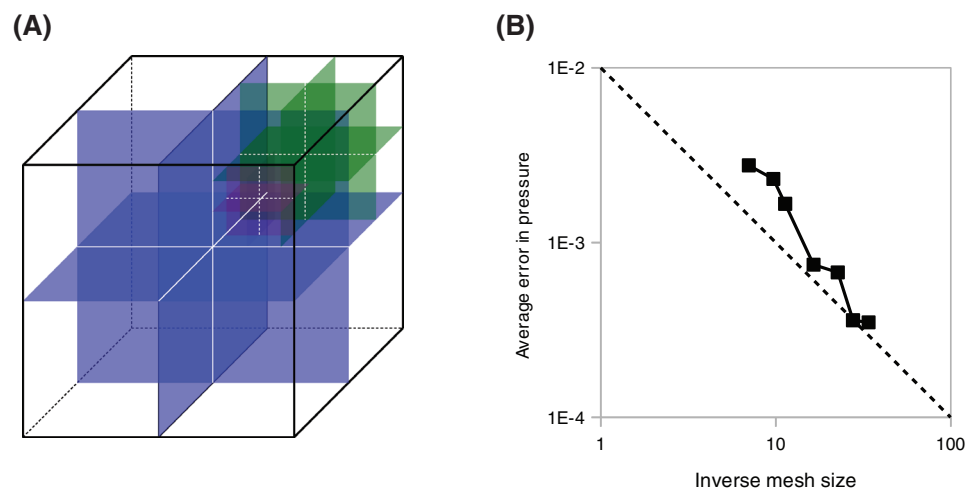 (A)
(B)
1E-2
1E-3
1E-4
Average error in pressure
1
10
100
Inverse mesh size